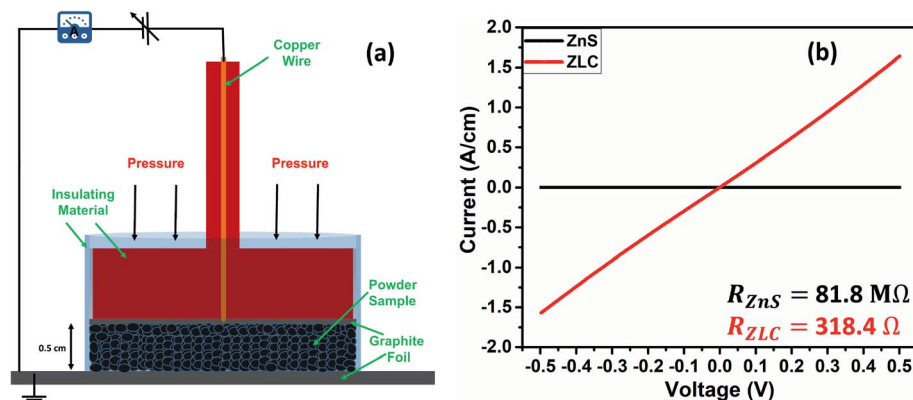 A
(a)
Copper
Wire
Pressure
Pressure
Insulating
Material
Powder
Sample
0.5 cm
Graphite
Foil
(b)
ZnS
ZLC
Current (A/cm)
2.0
1.5
1.0
0.5
0.0
-0.5
-1.0
-1.5
-2.0
R_ZnS = 81.8 MΩ
R_ZLC = 318.4 Ω
-0.5 -0.4 -0.3 -0.2 -0.1 0.0 0.1 0.2 0.3 0.4 0.5
Voltage (V)